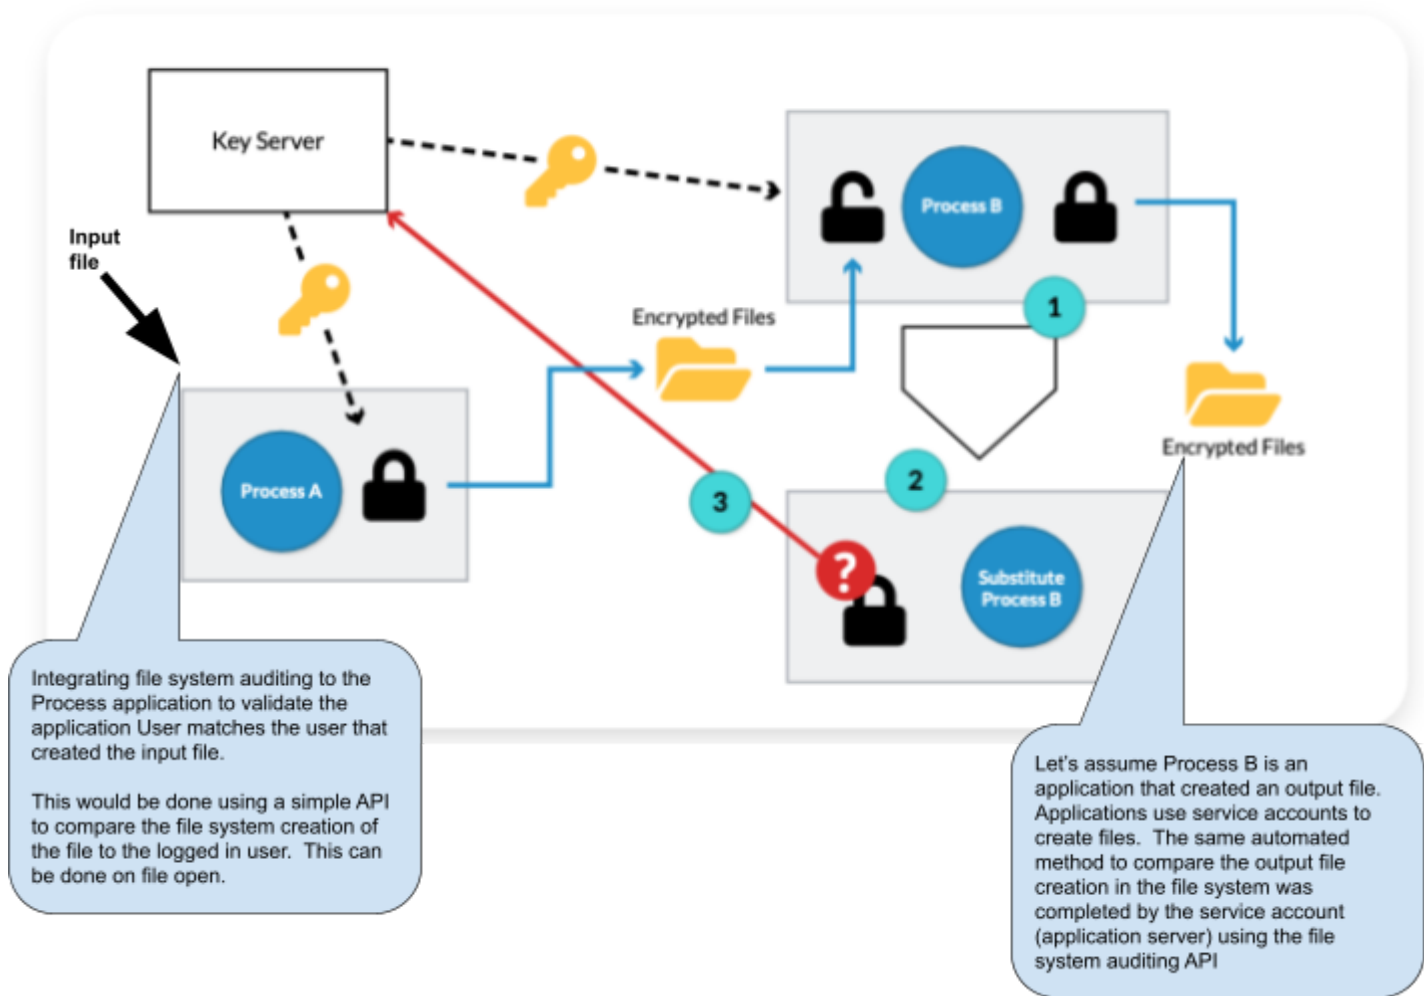 Key Server
Input
file
Process B
1
Encrypted Files
Encrypted Files
2
Process A
3
?
Substitute
Process B
Integrating file system auditing to the
Process application to validate the
application User matches the user that
created the input file.
This would be done using a simple API
to compare the file system creation of
the file to the logged in user.  This can
be done on file open.
Let's assume Process B is an
application that created an output file.
Applications use service accounts to
create files.  The same automated
method to compare the output file
creation in the file system was
completed by the service account
(application server) using the file
system auditing API